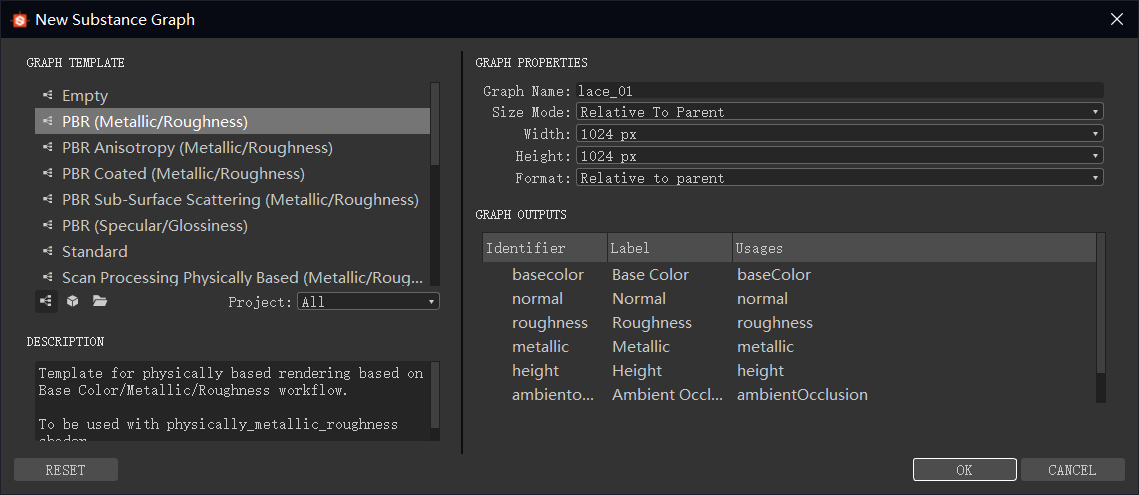 New Substance Graph
GRAPH TEMPLATE
Empty
PBR (Metallic/Roughness)
PBR Anisotropy (Metallic/Roughness)
PBR Coated (Metallic/Roughness)
PBR Sub-Surface Scattering (Metallic/Roughness)
PBR (Specular/Glossiness)
Standard
Scan Processing Physically Based (Metallic/Roug...
Project: All
DESCRIPTION
Template for physically based rendering based on
Base Color/Metallic/Roughness workflow.
To be used with physically_metallic_roughness
shader
RESET
GRAPH PROPERTIES
Graph Name: lace_01
Size Mode: Relative To Parent
Width: 1024 px
Height: 1024 px
Format: Relative to parent
GRAPH OUTPUTS
Identifier Label Usages
basecolor Base Color baseColor
normal Normal normal
roughness Roughness roughness
metallic Metallic metallic
height Height height
ambiento... Ambient Occl... ambientOcclusion
OK CANCEL